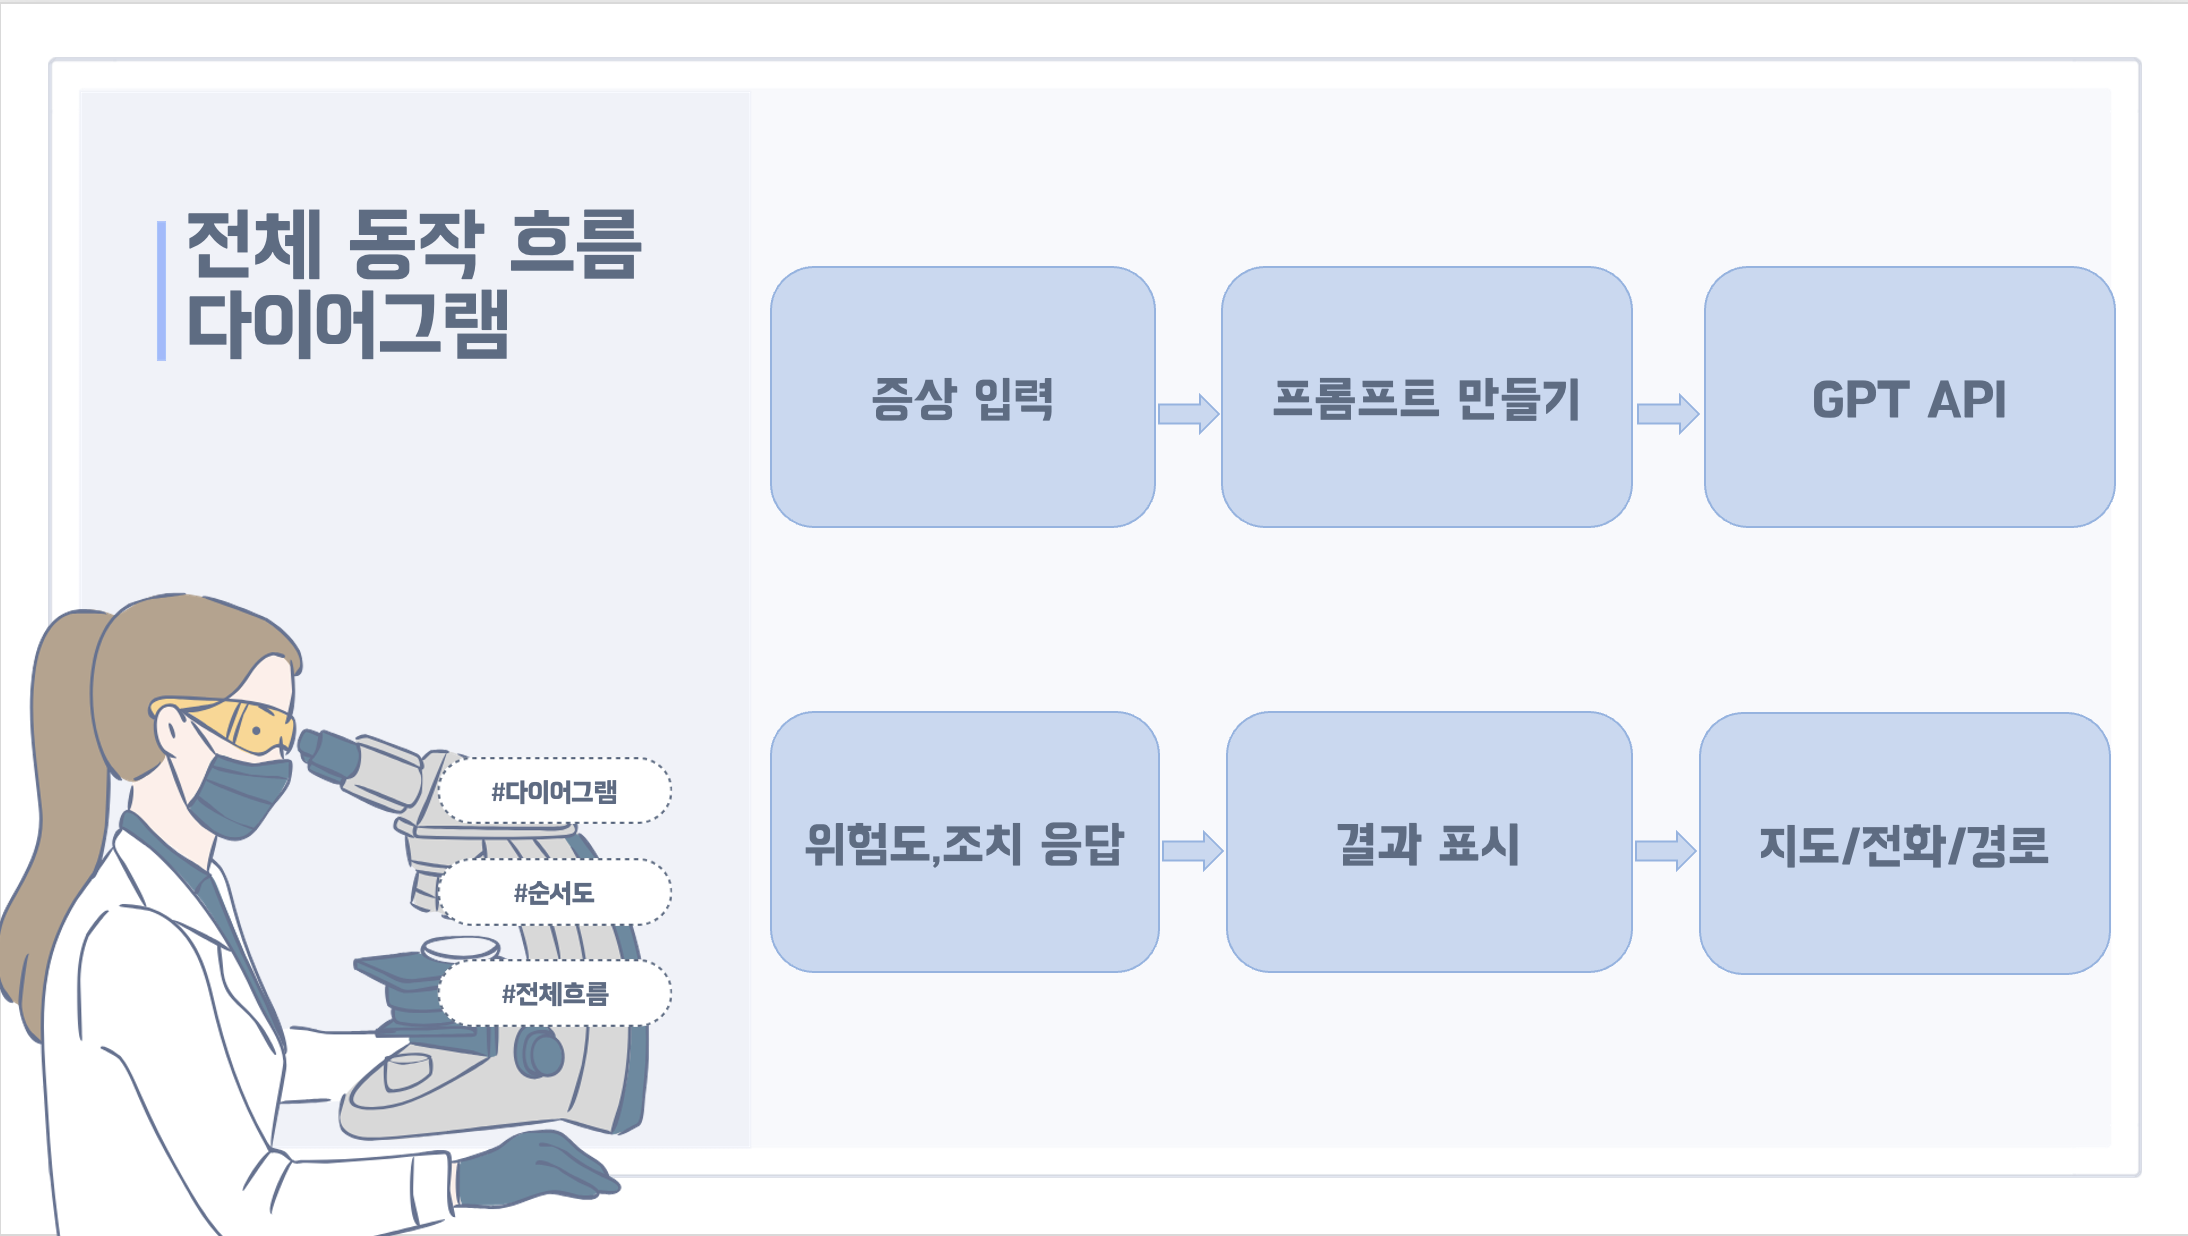 전체 동작 흐름
다이어그램
증상 입력
프롬프트 만들기
GPT API
위험도,조치 응답
결과 표시
지도/전화/경로
#다이어그램
#순서도
#전체흐름